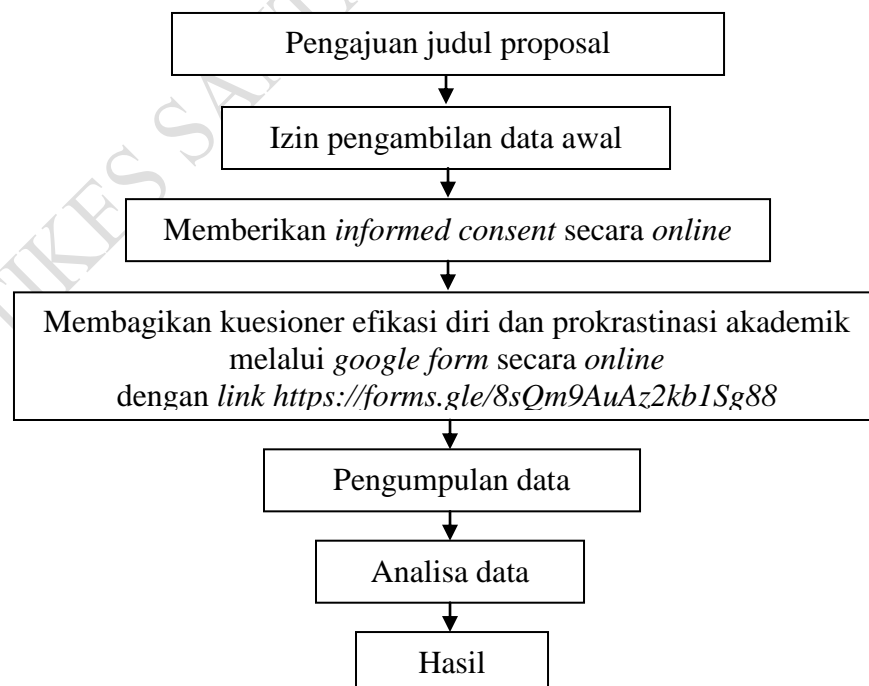 Pengajuan judul proposal
Izin pengambilan data awal
Memberikan informed consent secara online
Membagikan kuesioner efikasi diri dan prokrastinasi akademik
melalui google form secara online
dengan link https://forms.gle/8sQm9AuAz2kb1Sg88
Pengumpulan data
Analisa data
Hasil